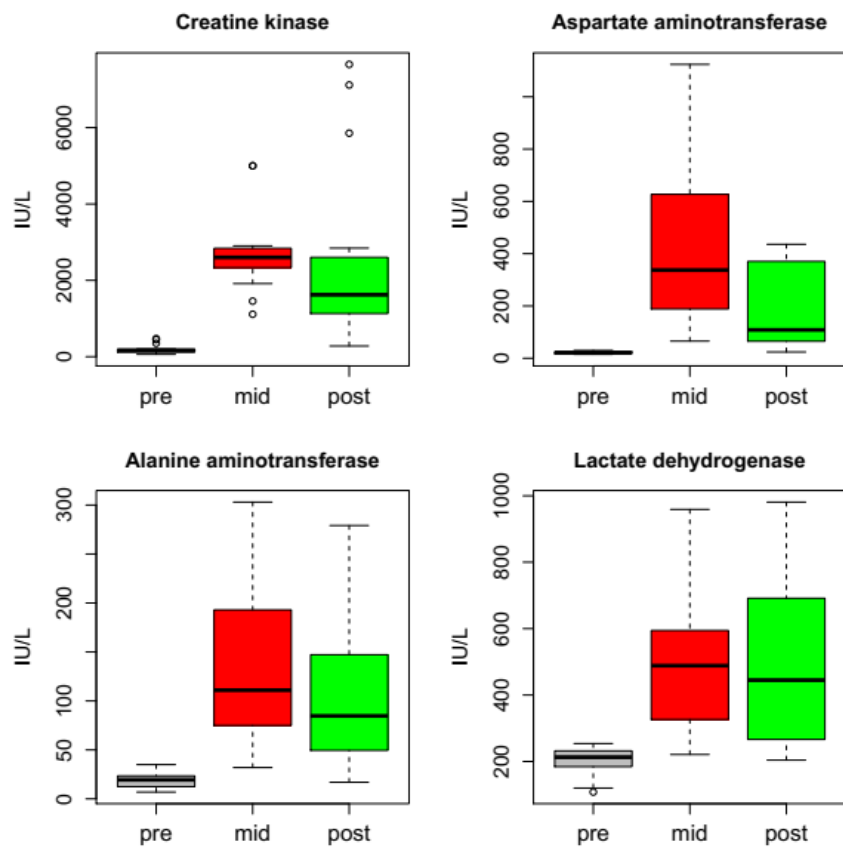 Creatine kinase
IU/L
6000
4000
2000
0
pre mid post
Aspartate aminotransferase
IU/L
800
600
400
200
0
pre mid post
Alanine aminotransferase
IU/L
300
200
100
50
0
pre mid post
Lactate dehydrogenase
IU/L
1000
800
600
400
200
pre mid post